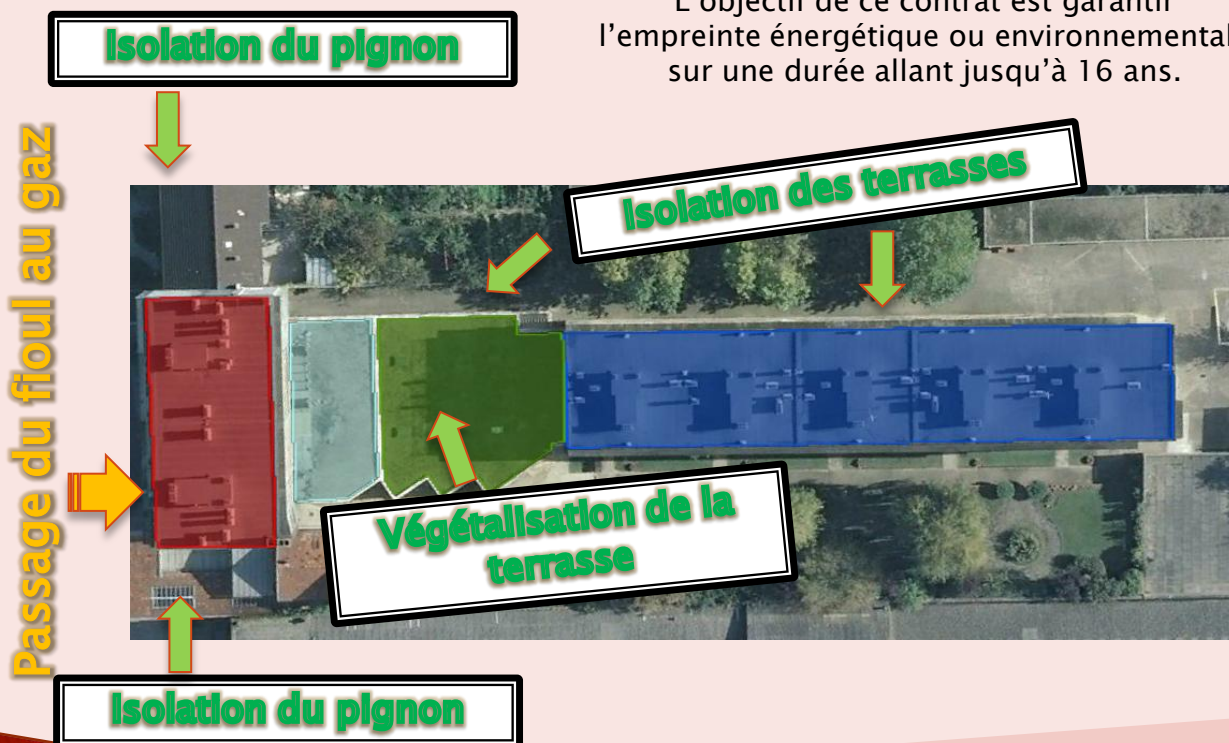 L'objectif de ce contrat est garantir
l'empreinte énergétique ou environnemental
sur une durée allant jusqu'à 16 ans.
Isolation du pignon
Passage du fioul au gaz
Isolation des terrasses
Végétalisation de la
terrasse
Isolation du pignon